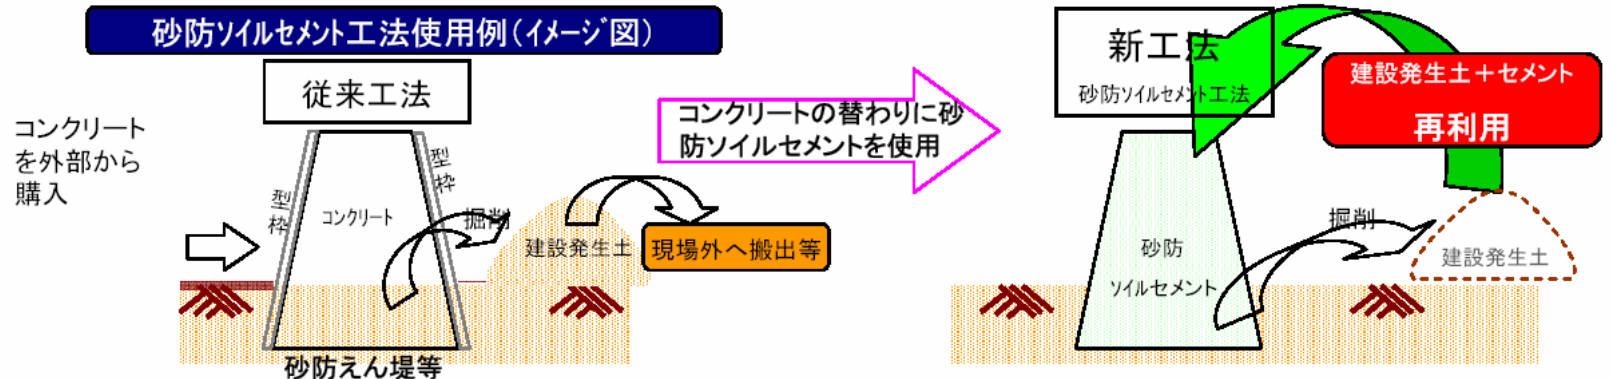 砂防ソイルセメント工法使用例（イメージ図）
従来工法
コンクリート
を外部から
購入
型枠
コンクリート
型枠
掘削
建設発生土
現場外へ搬出等
砂防えん堤等
コンクリートの替わりに砂
防ソイルセメントを使用
新工法
砂防ソイルセメント工法
建設発生土＋セメント
再利用
掘削
建設発生土
砂防
ソイルセメント